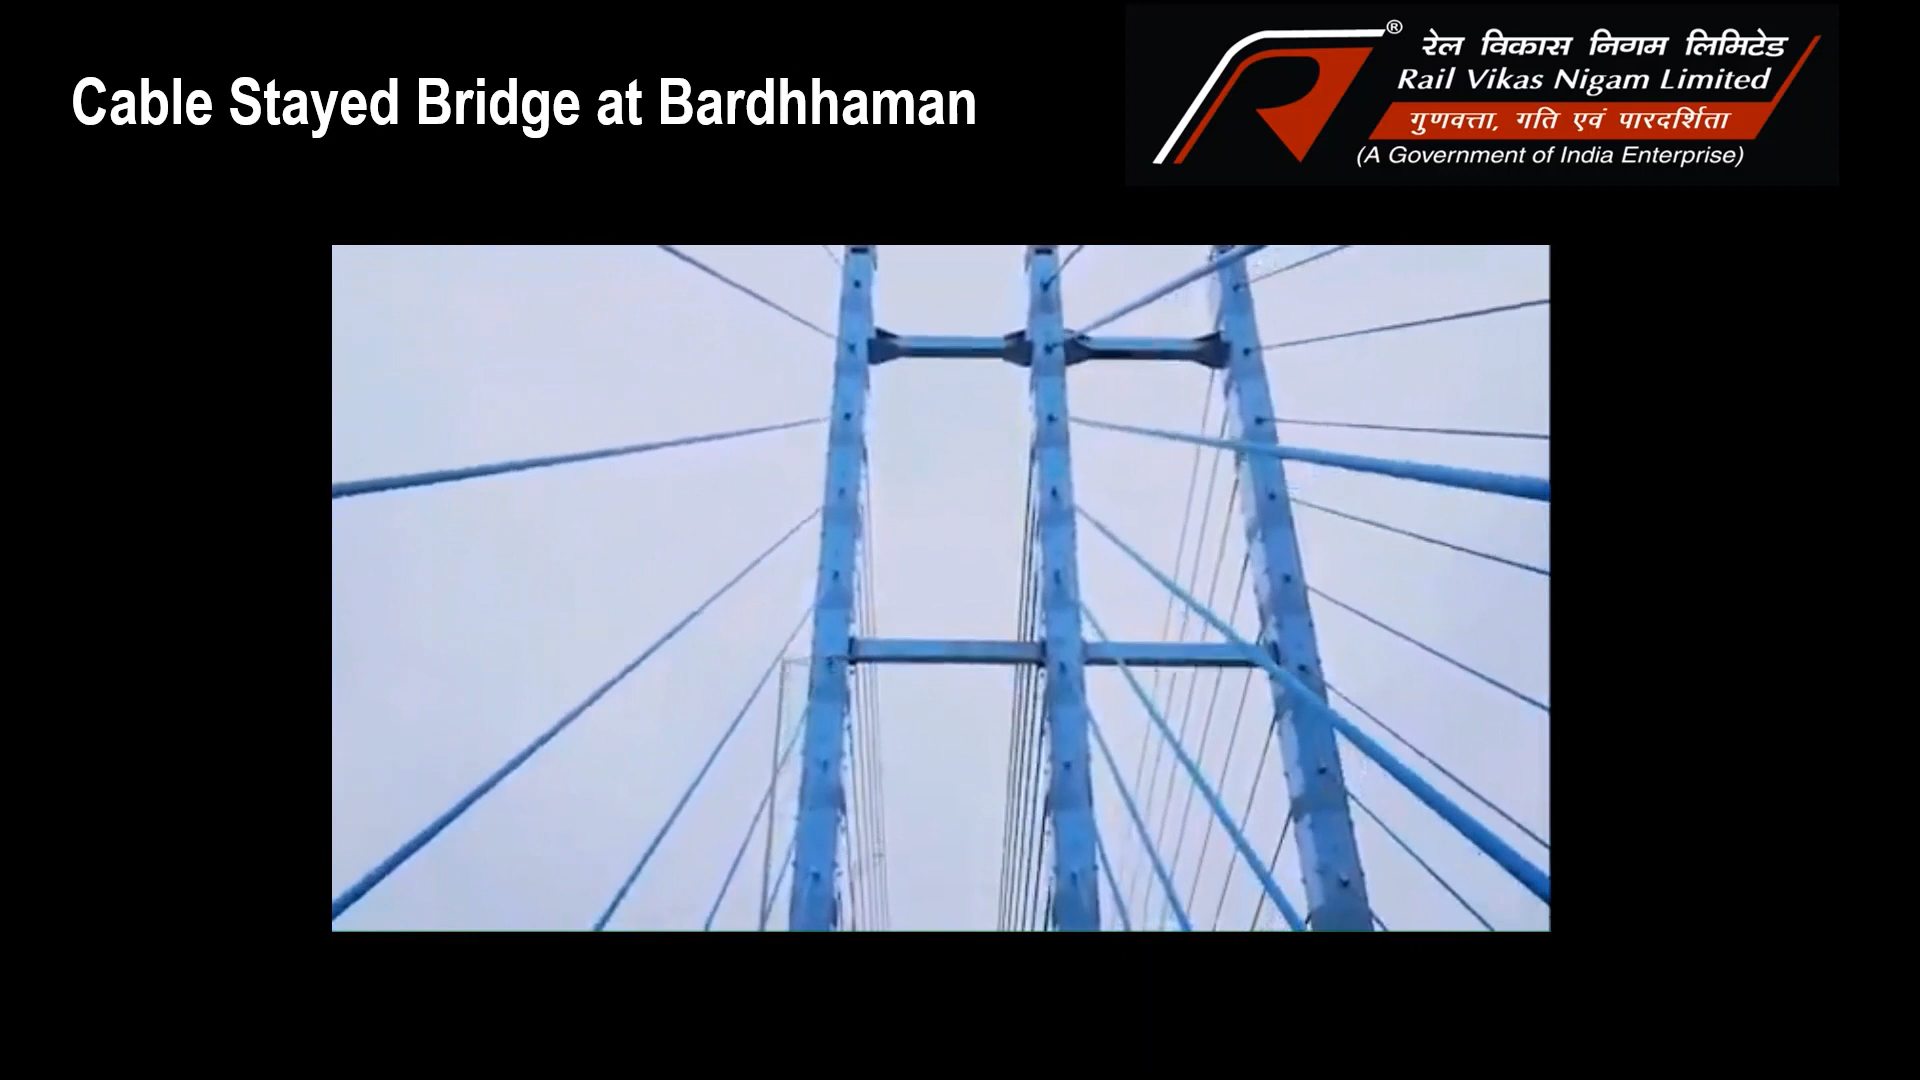 Cable Stayed Bridge at Bardhhaman
®
रेल विकास निगम लिमिटेड
Rail Vikas Nigam Limited
गुणवत्ता, गति एवं पारदर्शिता
(A Government of India Enterprise)